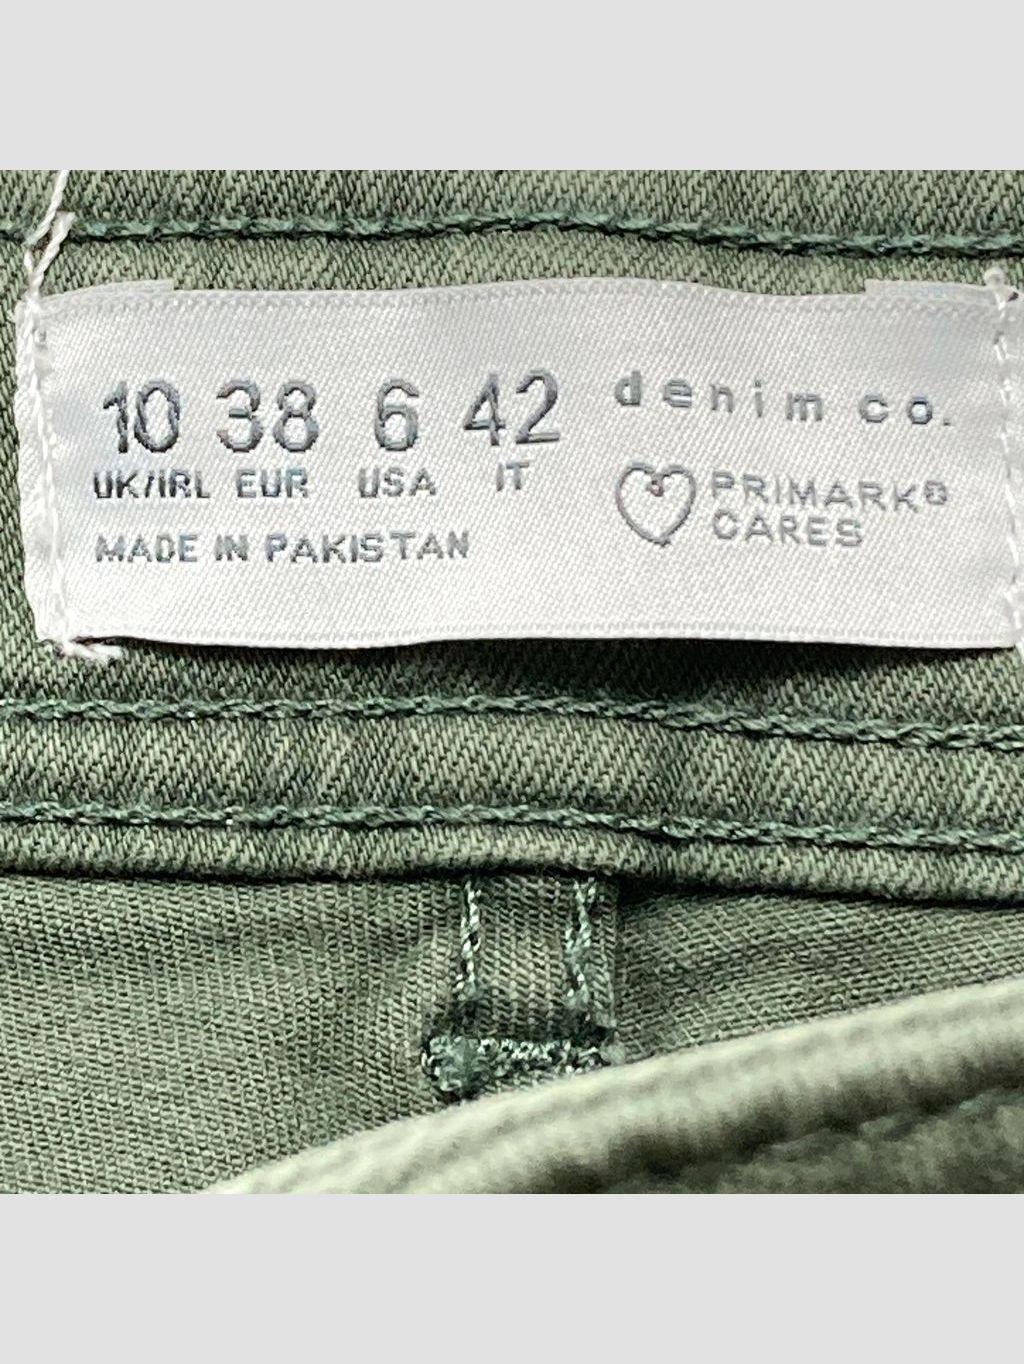 10 38 6 42
UK/IRL EUR USA IT
MADE IN PAKISTAN
denim co.
PRIMARK®
CARES